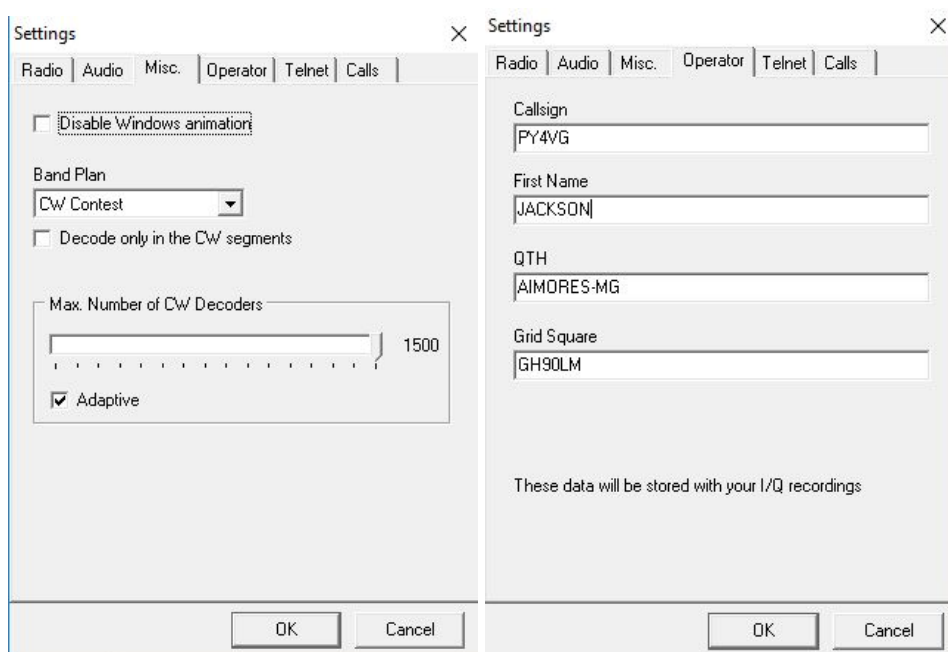 Settings
Radio Audio Misc. Operator Telnet Calls
Disable Windows animation
Band Plan
CW Contest
Decode only in the CW segments
Max. Number of CW Decoders
1500
Adaptive
OK Cancel
Settings
Radio Audio Misc. Operator Telnet Calls
Callsign
PY4VG
First Name
JACKSON
QTH
AIMORES-MG
Grid Square
GH90LM
These data will be stored with your I/Q recordings
OK Cancel